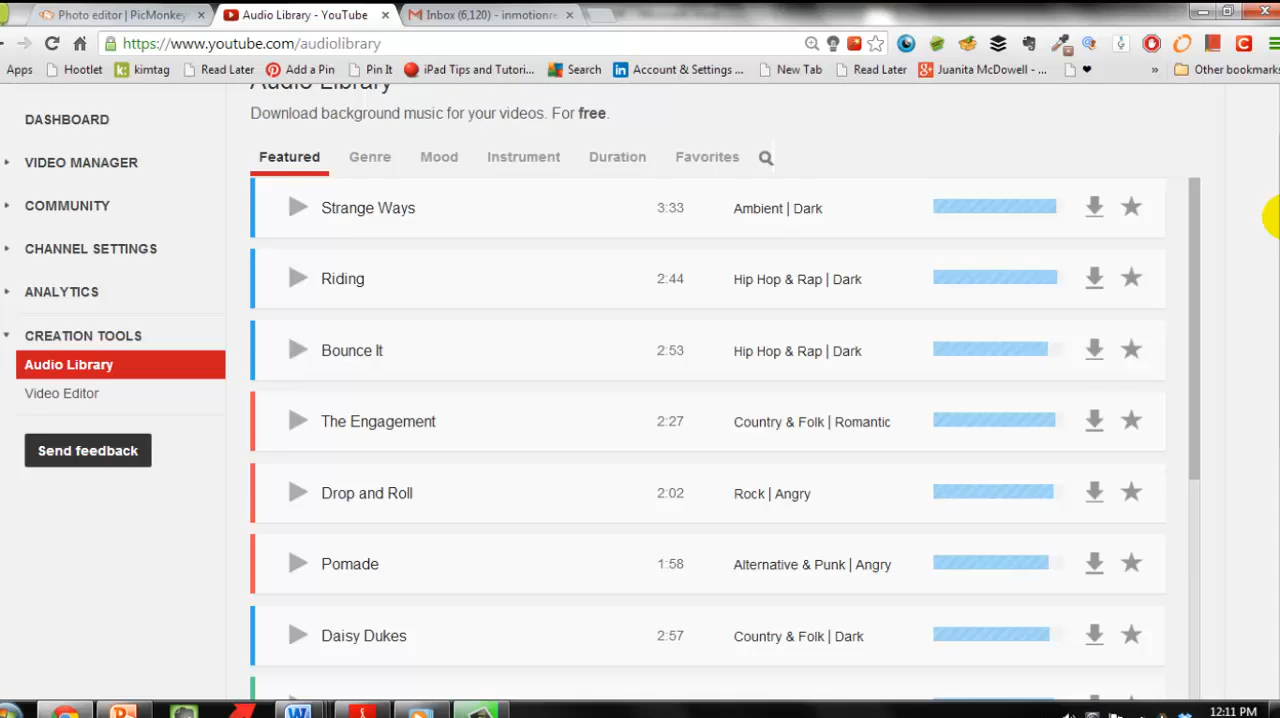 Photo editor | PicMonkey
Audio Library - YouTube
Inbox (6,120) - inmotionre
https://www.youtube.com/audiolibrary
Apps Hootlet kimtag Read Later Add a Pin Pin It iPad Tips and Tutori... Search Account & Settings ... New Tab Read Later Juanita McDowell - ... » Other bookmarks
Audio Library
Download background music for your videos. For free.
DASHBOARD
VIDEO MANAGER
COMMUNITY
CHANNEL SETTINGS
ANALYTICS
CREATION TOOLS
Audio Library
Video Editor
Send feedback
Featured Genre Mood Instrument Duration Favorites
Strange Ways 3:33 Ambient | Dark
Riding 2:44 Hip Hop & Rap | Dark
Bounce It 2:53 Hip Hop & Rap | Dark
The Engagement 2:27 Country & Folk | Romantic
Drop and Roll 2:02 Rock | Angry
Pomade 1:58 Alternative & Punk | Angry
Daisy Dukes 2:57 Country & Folk | Dark
12:11 PM